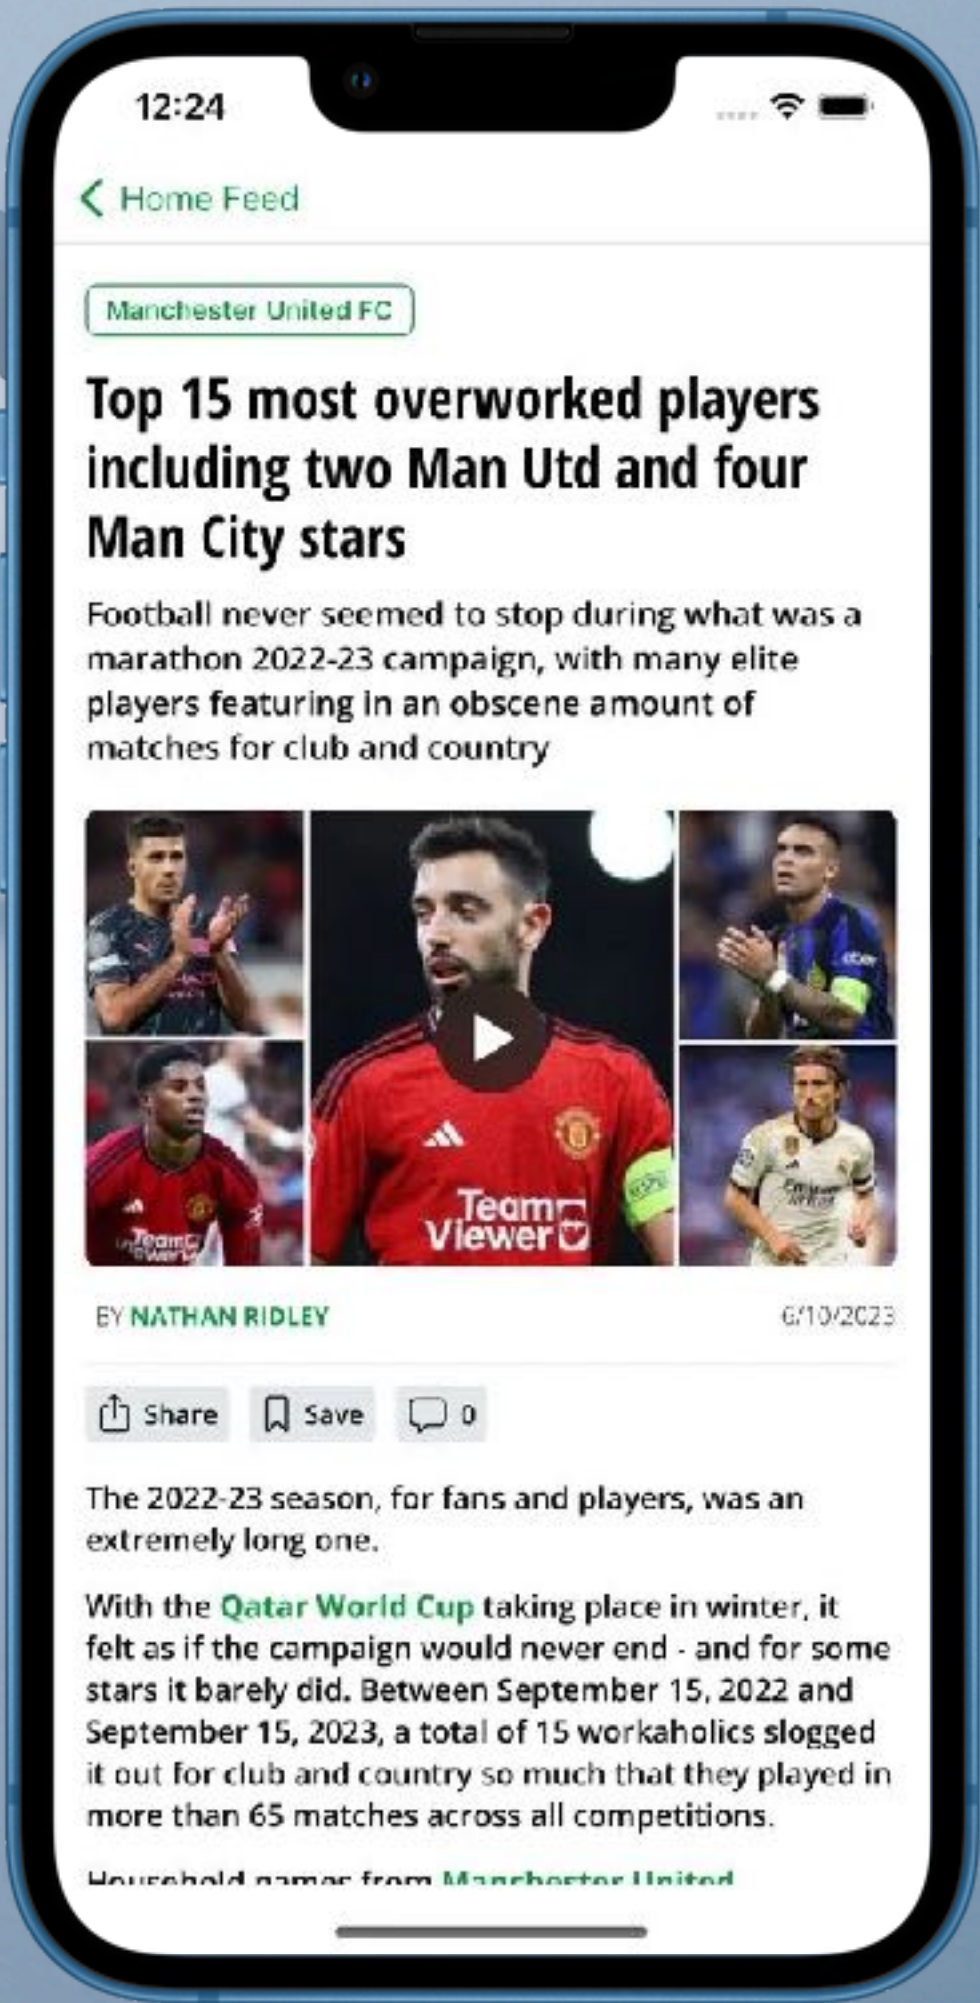 12:24
Home Feed
Manchester United FC
Top 15 most overworked players
including two Man Utd and four
Man City stars
Football never seemed to stop during what was a
marathon 2022-23 campaign, with many elite
players featuring in an obscene amount of
matches for club and country
Team
Viewer
BY NATHAN RIDLEY
6/10/2023
Share
Save
0
The 2022-23 season, for fans and players, was an
extremely long one.
With the Qatar World Cup taking place in winter, it
felt as if the campaign would never end - and for some
stars it barely did. Between September 15, 2022 and
September 15, 2023, a total of 15 workaholics slogged
it out for club and country so much that they played in
more than 65 matches across all competitions.
Household names from Manchester United